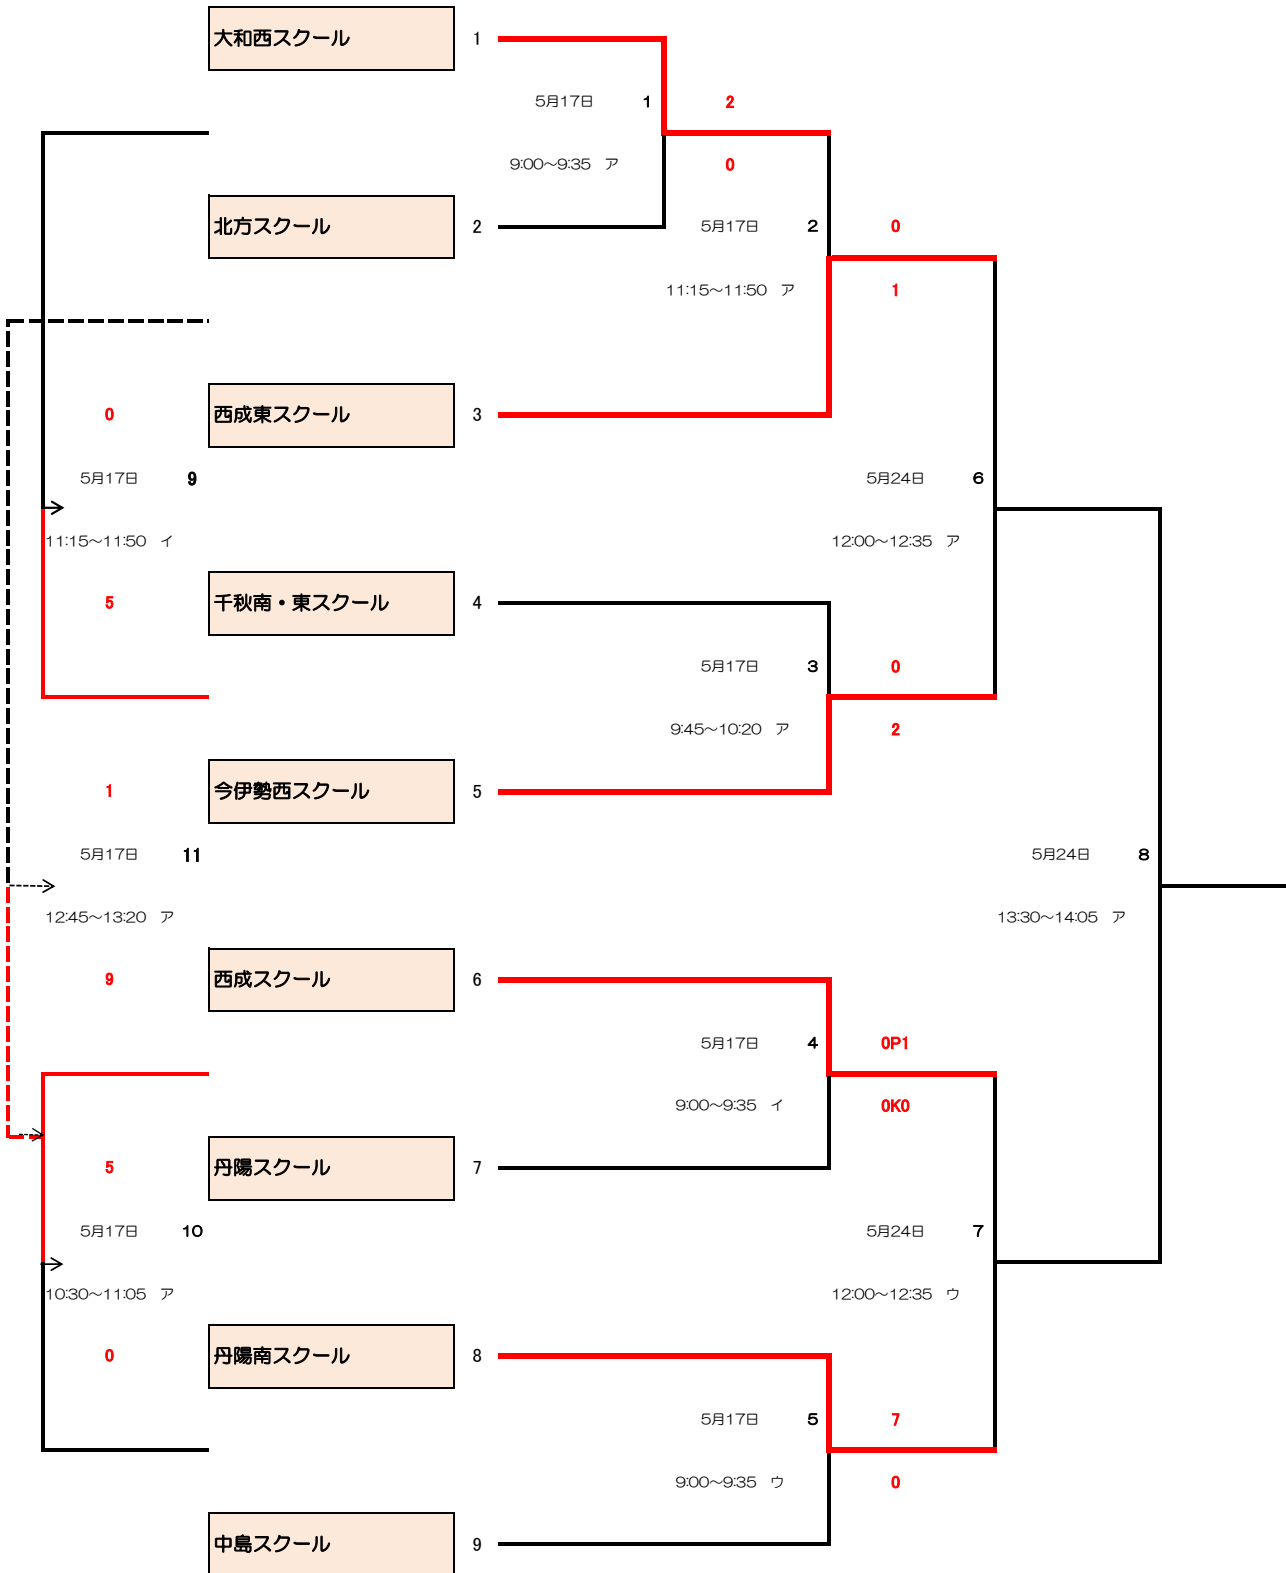 大和西スクール 1
5月17日 1 2
9:00～9:35 ア 0
北方スクール 2 5月17日 2 0
11:15～11:50 ア 1
0 西成東スクール 3
5月17日 9 5月24日 6
11:15～11:50 イ 12:00～12:35 ア
5 千秋南・東スクール 4
5月17日 3 0
9:45～10:20 ア 2
1 今伊勢西スクール 5
5月17日 11 5月24日 8
12:45～13:20 ア 13:30～14:05 ア
9 西成スクール 6
5月17日 4 0P1
9:00～9:35 イ 0K0
5 丹陽スクール 7
5月17日 10 5月24日 7
10:30～11:05 ア 12:00～12:35 ウ
0 丹陽南スクール 8
5月17日 5 7
9:00～9:35 ウ 0
中島スクール 9